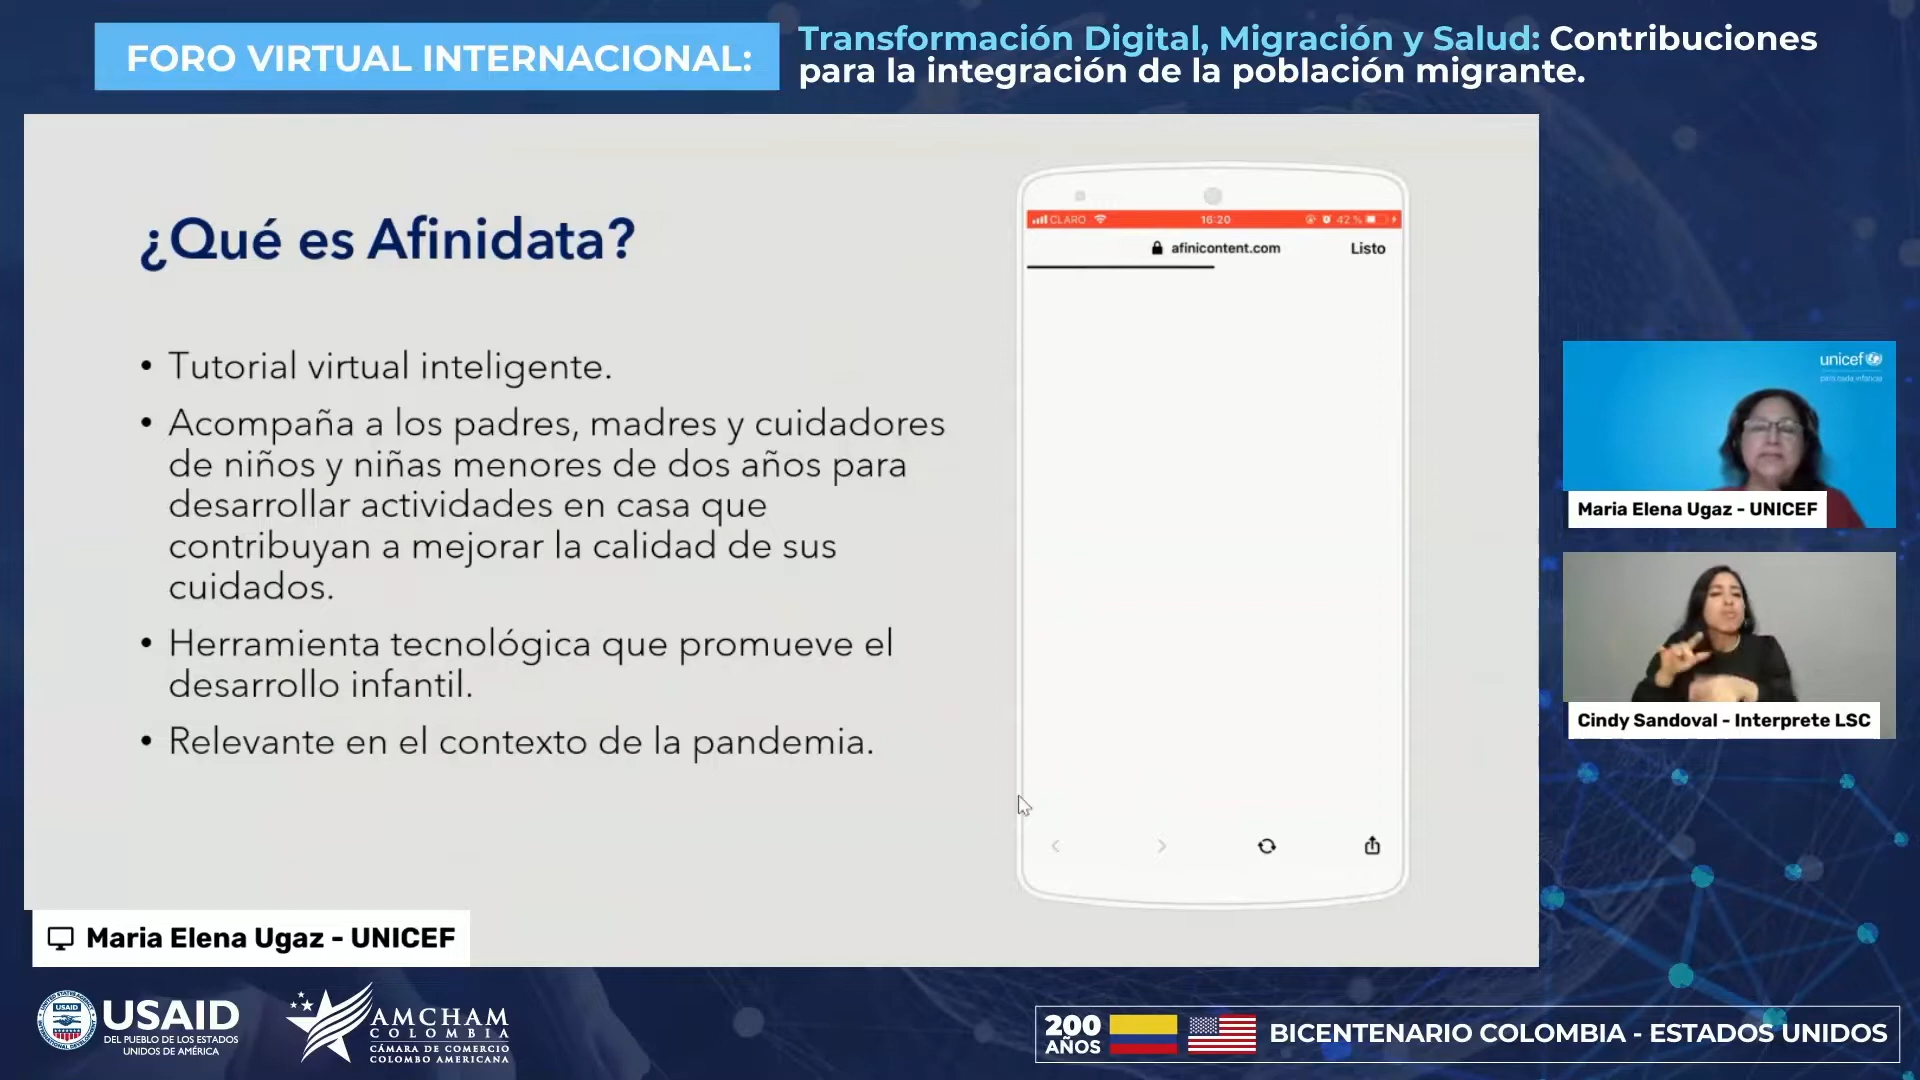 FORO VIRTUAL INTERNACIONAL:
Transformación Digital, Migración y Salud: Contribuciones
para la integración de la población migrante.
¿Qué es Afinidata?
• Tutorial virtual inteligente.
• Acompaña a los padres, madres y cuidadores
de niños y niñas menores de dos años para
desarrollar actividades en casa que
contribuyan a mejorar la calidad de sus
cuidados.
• Herramienta tecnológica que promueve el
desarrollo infantil.
• Relevante en el contexto de la pandemia.
CLARO 16:20 42 %
afinicontent.com Listo
unicef
para cada infancia
Maria Elena Ugaz - UNICEF
Cindy Sandoval - Interprete LSC
Maria Elena Ugaz - UNICEF
USAID
USAID
DEL PUEBLO DE LOS ESTADOS
UNIDOS DE AMÉRICA
AMCHAM
COLOMBIA
CÁMARA DE COMERCIO
COLOMBO AMERICANA
200
AÑOS
BICENTENARIO COLOMBIA - ESTADOS UNIDOS